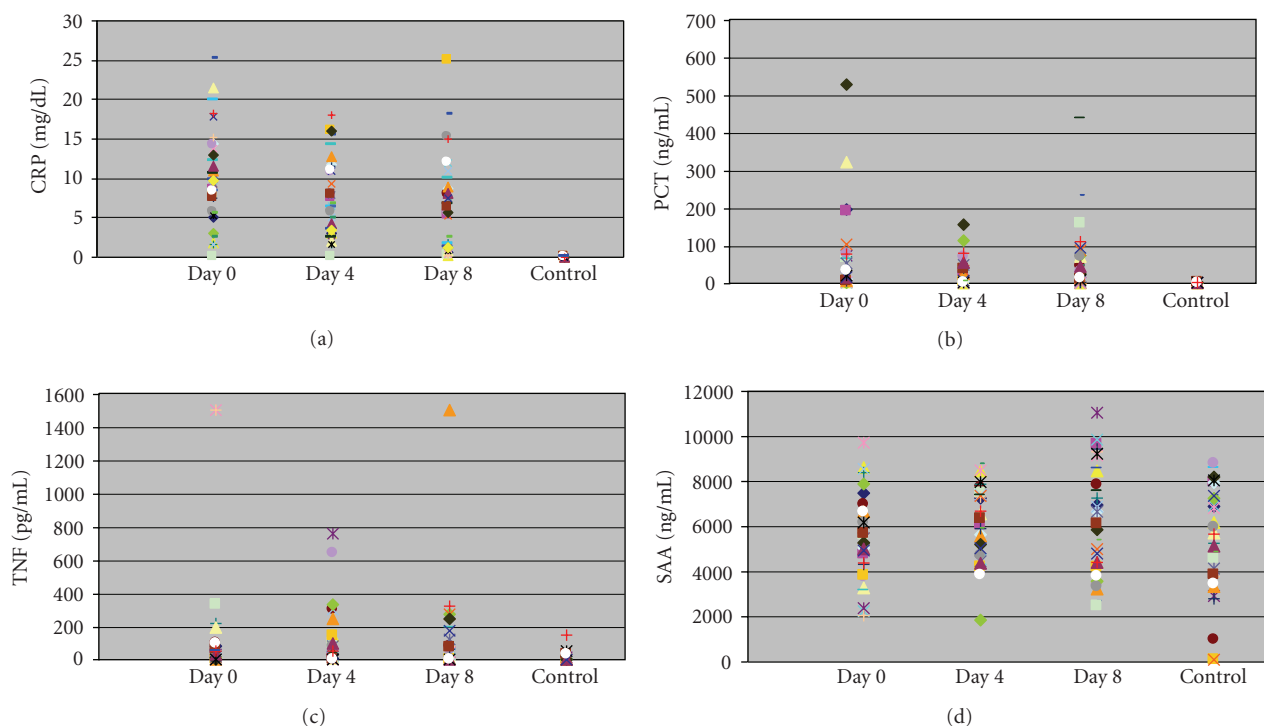 30
25
20
15
10
5
0
CRP (mg/dL)
Day 0 Day 4 Day 8 Control
(a)
700
600
500
400
300
200
100
0
PCT (ng/mL)
Day 0 Day 4 Day 8 Control
(b)
1600
1400
1200
1000
800
600
400
200
0
TNF (pg/mL)
Day 0 Day 4 Day 8 Control
(c)
12000
10000
8000
6000
4000
2000
0
SAA (ng/mL)
Day 0 Day 4 Day 8 Control
(d)